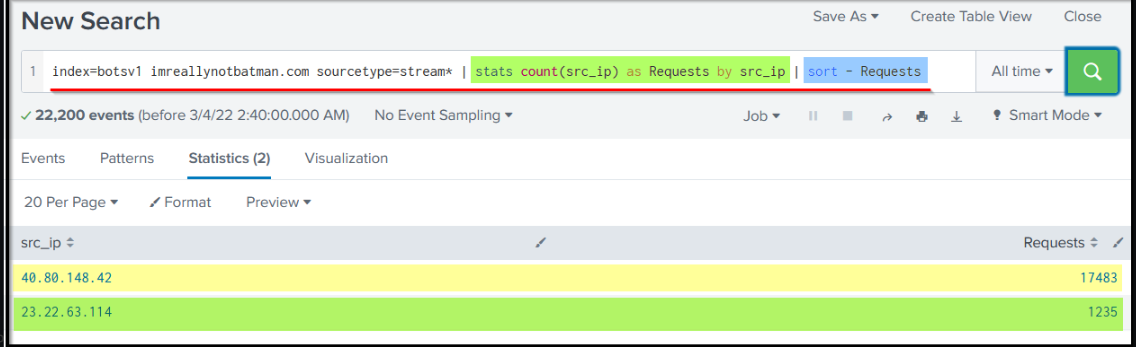 New Search
Save As ▾ Create Table View Close
1 index=botsv1 imreallynotbatman.com sourcetype=stream* | stats count(src_ip) as Requests by src_ip | sort - Requests All time ▾
✓ 22,200 events (before 3/4/22 2:40:00.000 AM) No Event Sampling ▾ Job ▾ Smart Mode ▾
Events Patterns Statistics (2) Visualization
20 Per Page ▾ Format Preview ▾
src_ip Requests
40.80.148.42 17483
23.22.63.114 1235